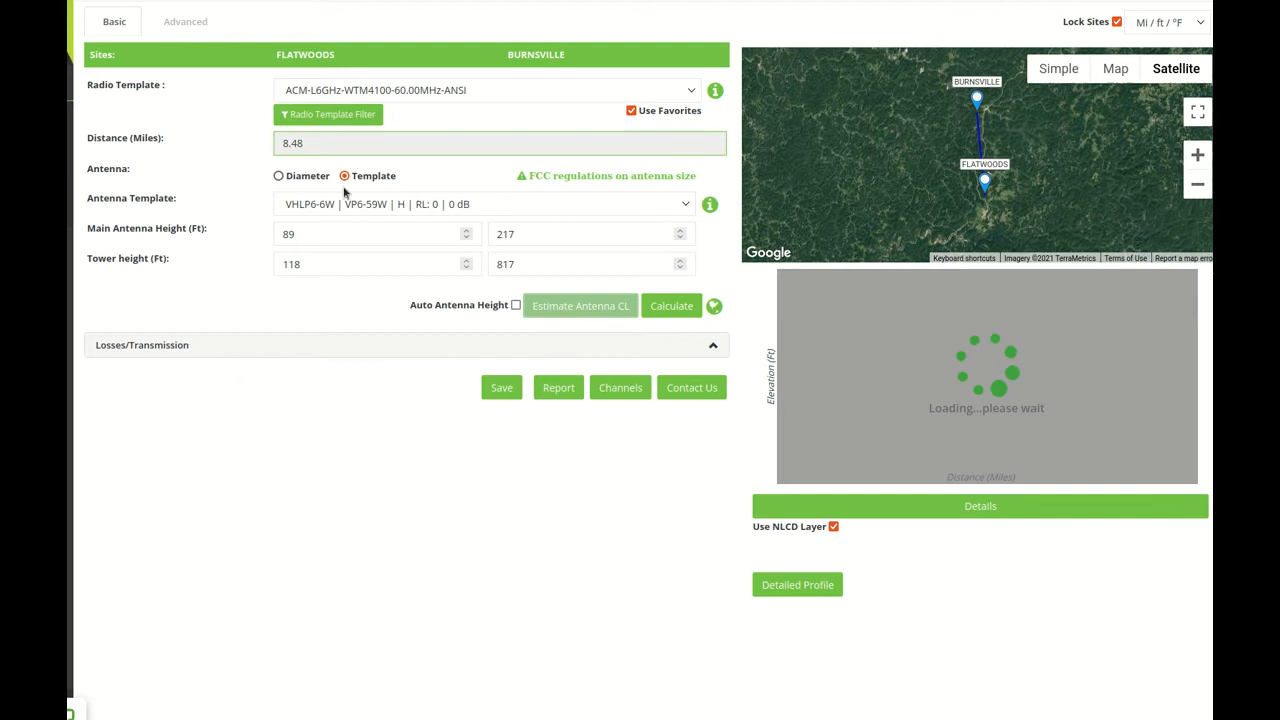 Basic
Advanced
Lock Sites
Mi / ft / °F
Sites:
FLATWOODS
BURNSVILLE
Radio Template :
ACM-L6GHz-WTM4100-60.00MHz-ANSI
Radio Template Filter
Use Favorites
Distance (Miles):
8.48
Antenna:
Diameter
Template
FCC regulations on antenna size
Antenna Template:
VHLP6-6W | VP6-59W | H | RL: 0 | 0 dB
Main Antenna Height (Ft):
89
217
Tower height (Ft):
118
817
Auto Antenna Height
Estimate Antenna CL
Calculate
Losses/Transmission
Save
Report
Channels
Contact Us
Simple
Map
Satellite
BURNSVILLE
FLATWOODS
Google
Keyboard shortcuts
Imagery ©2021 TerraMetrics
Terms of Use
Report a map erro
Elevation (Ft)
Loading...please wait
Distance (Miles)
Details
Use NLCD Layer
Detailed Profile